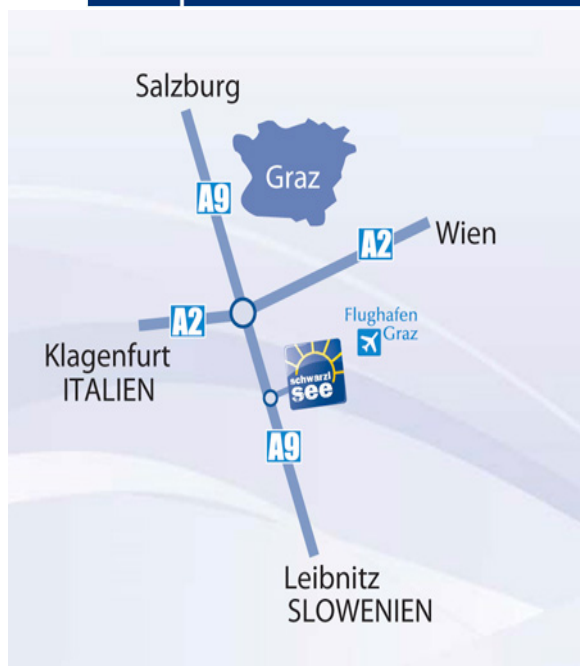 Salzburg
Graz
A9
Wien
A2
A2
Flughafen
Graz
Klagenfurt
ITALIEN
schwarzl
see
A9
Leibnitz
SLOWENIEN